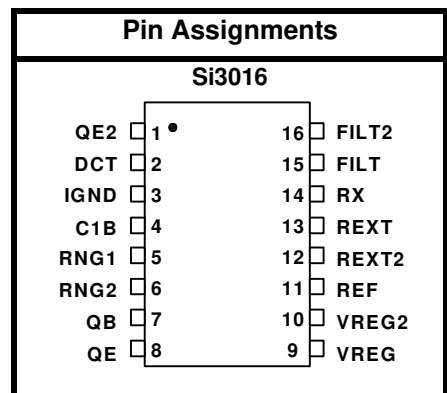 Pin Assignments
Si3016
QE2 1 16 FILT2
DCT 2 15 FILT
IGND 3 14 RX
C1B 4 13 REXT
RNG1 5 12 REXT2
RNG2 6 11 REF
QB 7 10 VREG2
QE 8 9 VREG